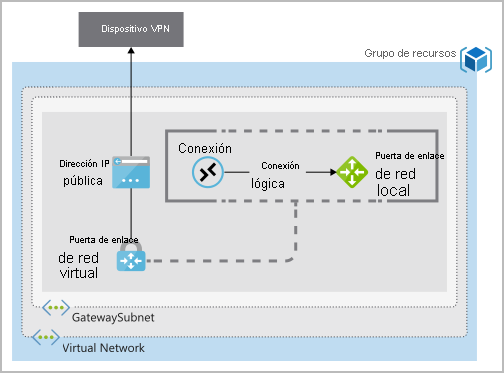 Dispositivo VPN
Grupo de recursos
Dirección IP
pública
Conexión
Conexión
lógica
Puerta de enlace
de red
local
Puerta de enlace
de red
virtual
GatewaySubnet
Virtual Network